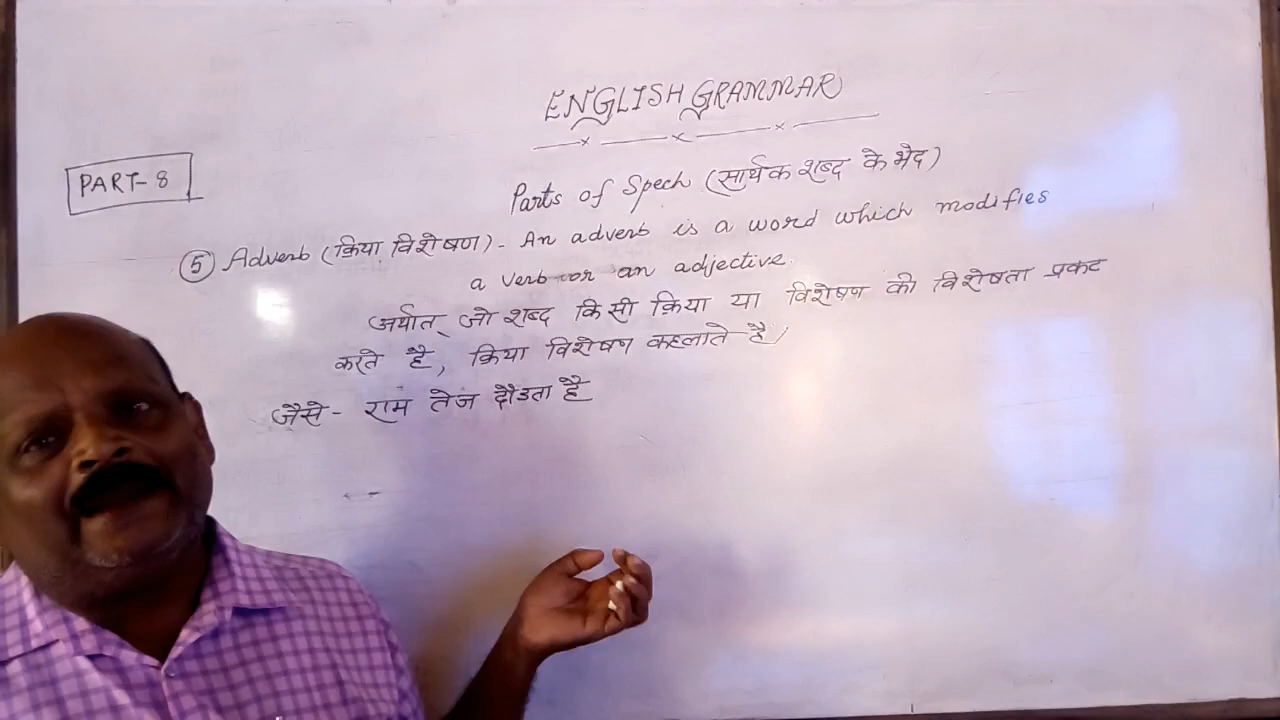 ENGLISH GRAMMAR
PART-8
Parts of Spech (सार्थक शब्द के भेद)
⑤ Adverb (क्रिया विशेषण) - An adverb is a word which modifies
a verb or an adjective.
अर्थात् जो शब्द किसी क्रिया या विशेषण की विशेषता प्रकट
करते है, क्रिया विशेषण कहलाते है/
जैसे - राम तेज दौडता है